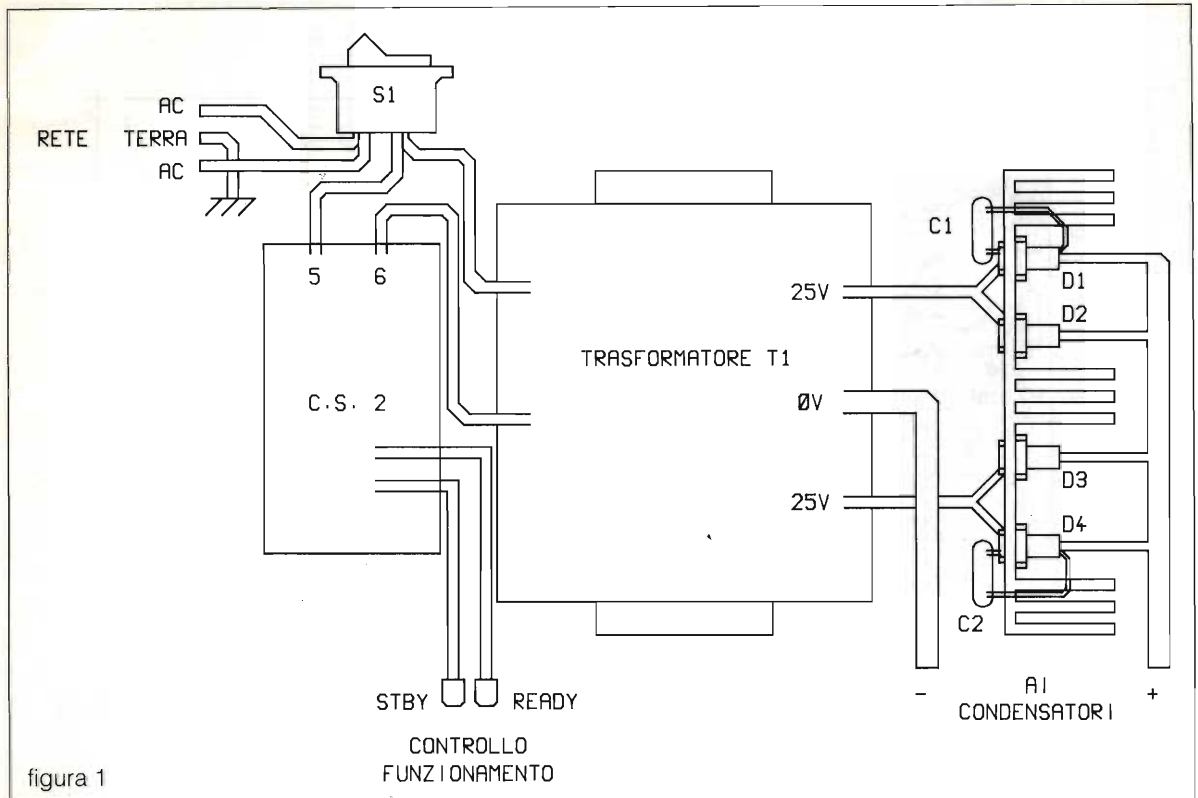 S1
AC
RETE TERRA
AC
C1
5 6
D1
25V
D2
TRASFORMATORE T1
C.S. 2
0V
D3
25V
D4
C2
STBY READY
- AI +
CONDENSATORI
CONTROLLO
FUNZIONAMENTO
figura 1